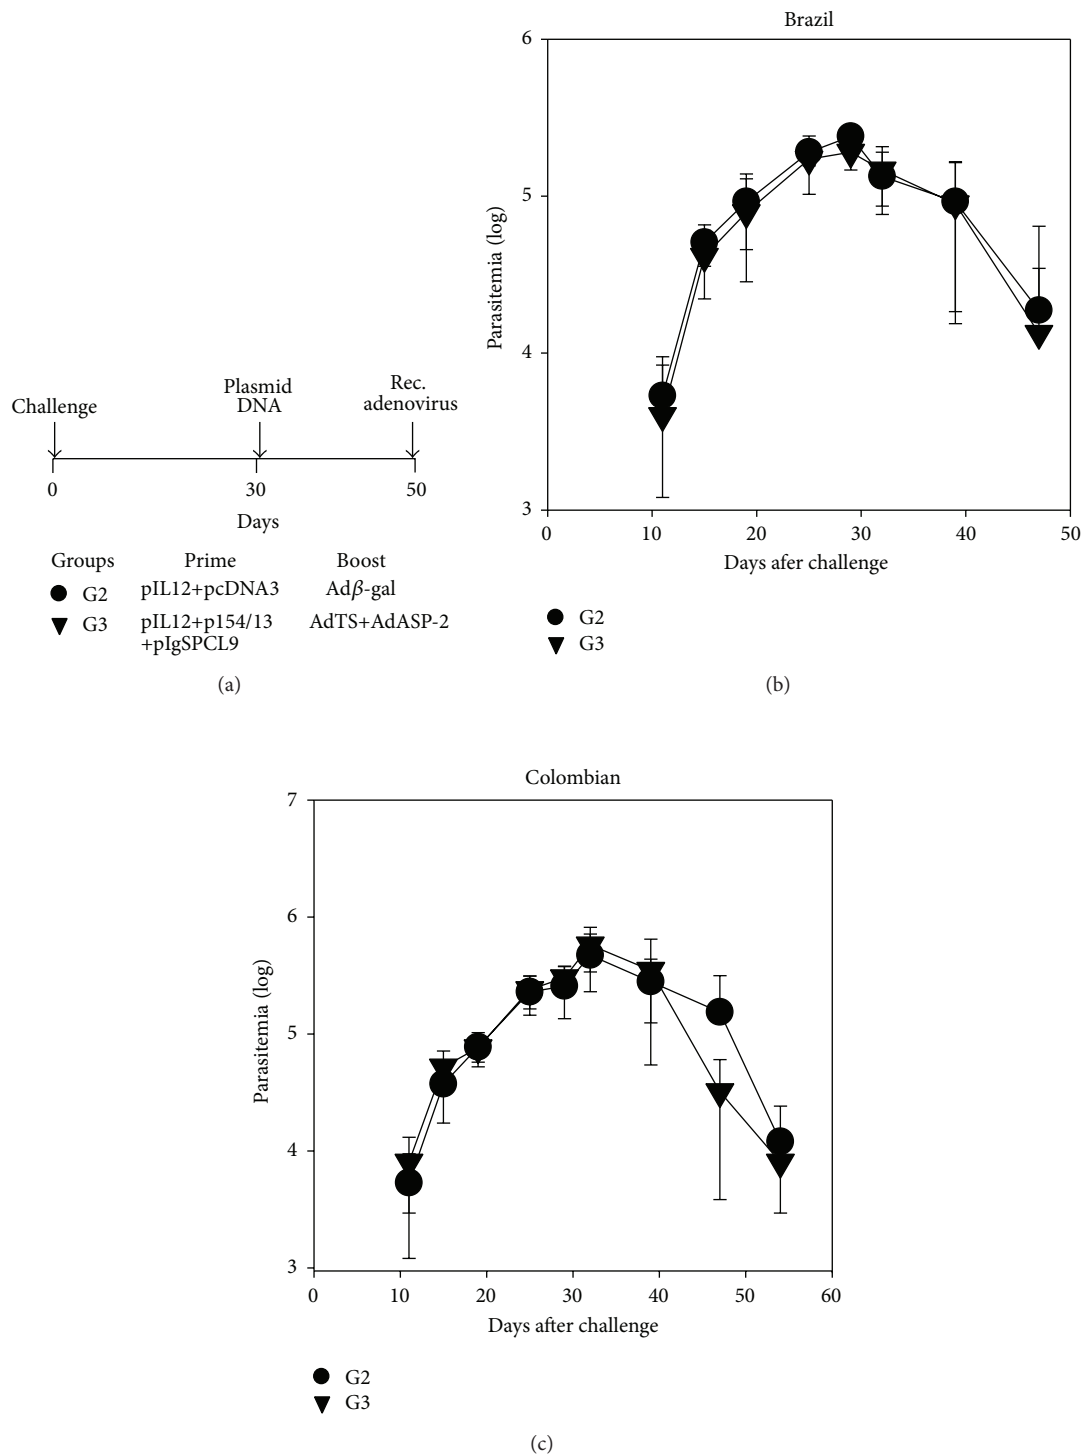 Challenge
Plasmid
DNA
Rec.
adenovirus
0
30
50
Days
Groups Prime Boost
G2 pIL12+pcDNA3 Adβ-gal
G3 pIL12+p154/13 AdTS+AdASP-2
+pIgSPCL9
(a)
Brazil
6
5
4
3
Parasitemia (log)
0 10 20 30 40 50
Days afer challenge
G2
G3
(b)
Colombian
7
6
5
4
3
Parasitemia (log)
0 10 20 30 40 50 60
Days after challenge
G2
G3
(c)